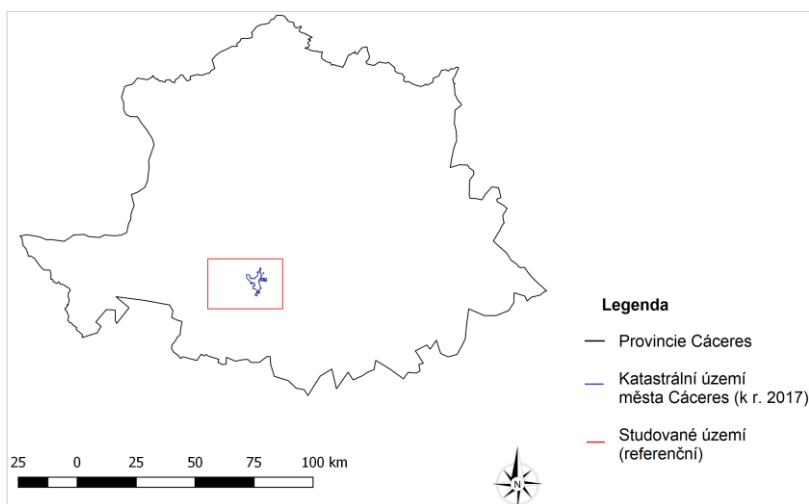 Legenda
Provincie Cáceres
Katastrální území
města Cáceres (k r. 2017)
Studované území
(referenční)
25 0 25 50 75 100 km
N